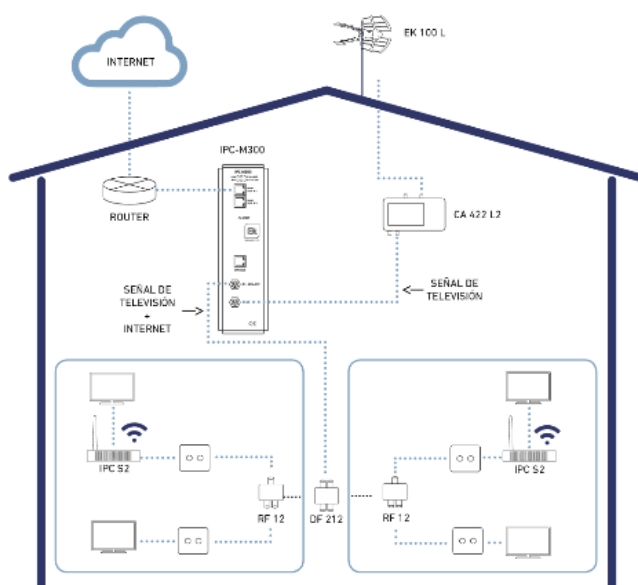 EK 100 L
INTERNET
IPC-M300
ROUTER
CA 422 L2
SEÑAL DE
TELEVISIÓN
+
INTERNET
SEÑAL DE
TELEVISIÓN
IPC S2
IPC S2
RF 12
DF 212
RF 12